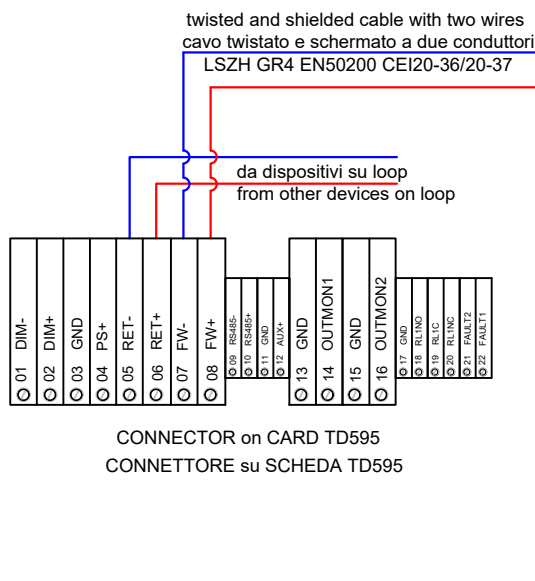 twisted and shielded cable with two wires
cavo twistato e schermato a due conduttori
LSZH GR4 EN50200 CEI20-36/20-37
da dispositivi su loop
from other devices on loop
01 DIM-
02 DIM+
03 GND
04 PS+
05 RET-
06 RET+
07 FW-
08 FW+
09 RS485-
10 RS485+
11 GND
12 AUX+
13 GND
14 OUTMON1
15 GND
16 OUTMON2
17 GND
18 RL1NO
19 RL1C
20 RL1NC
21 FAULT2
22 FAULT1
CONNECTOR on CARD TD595
CONNETTORE su SCHEDA TD595